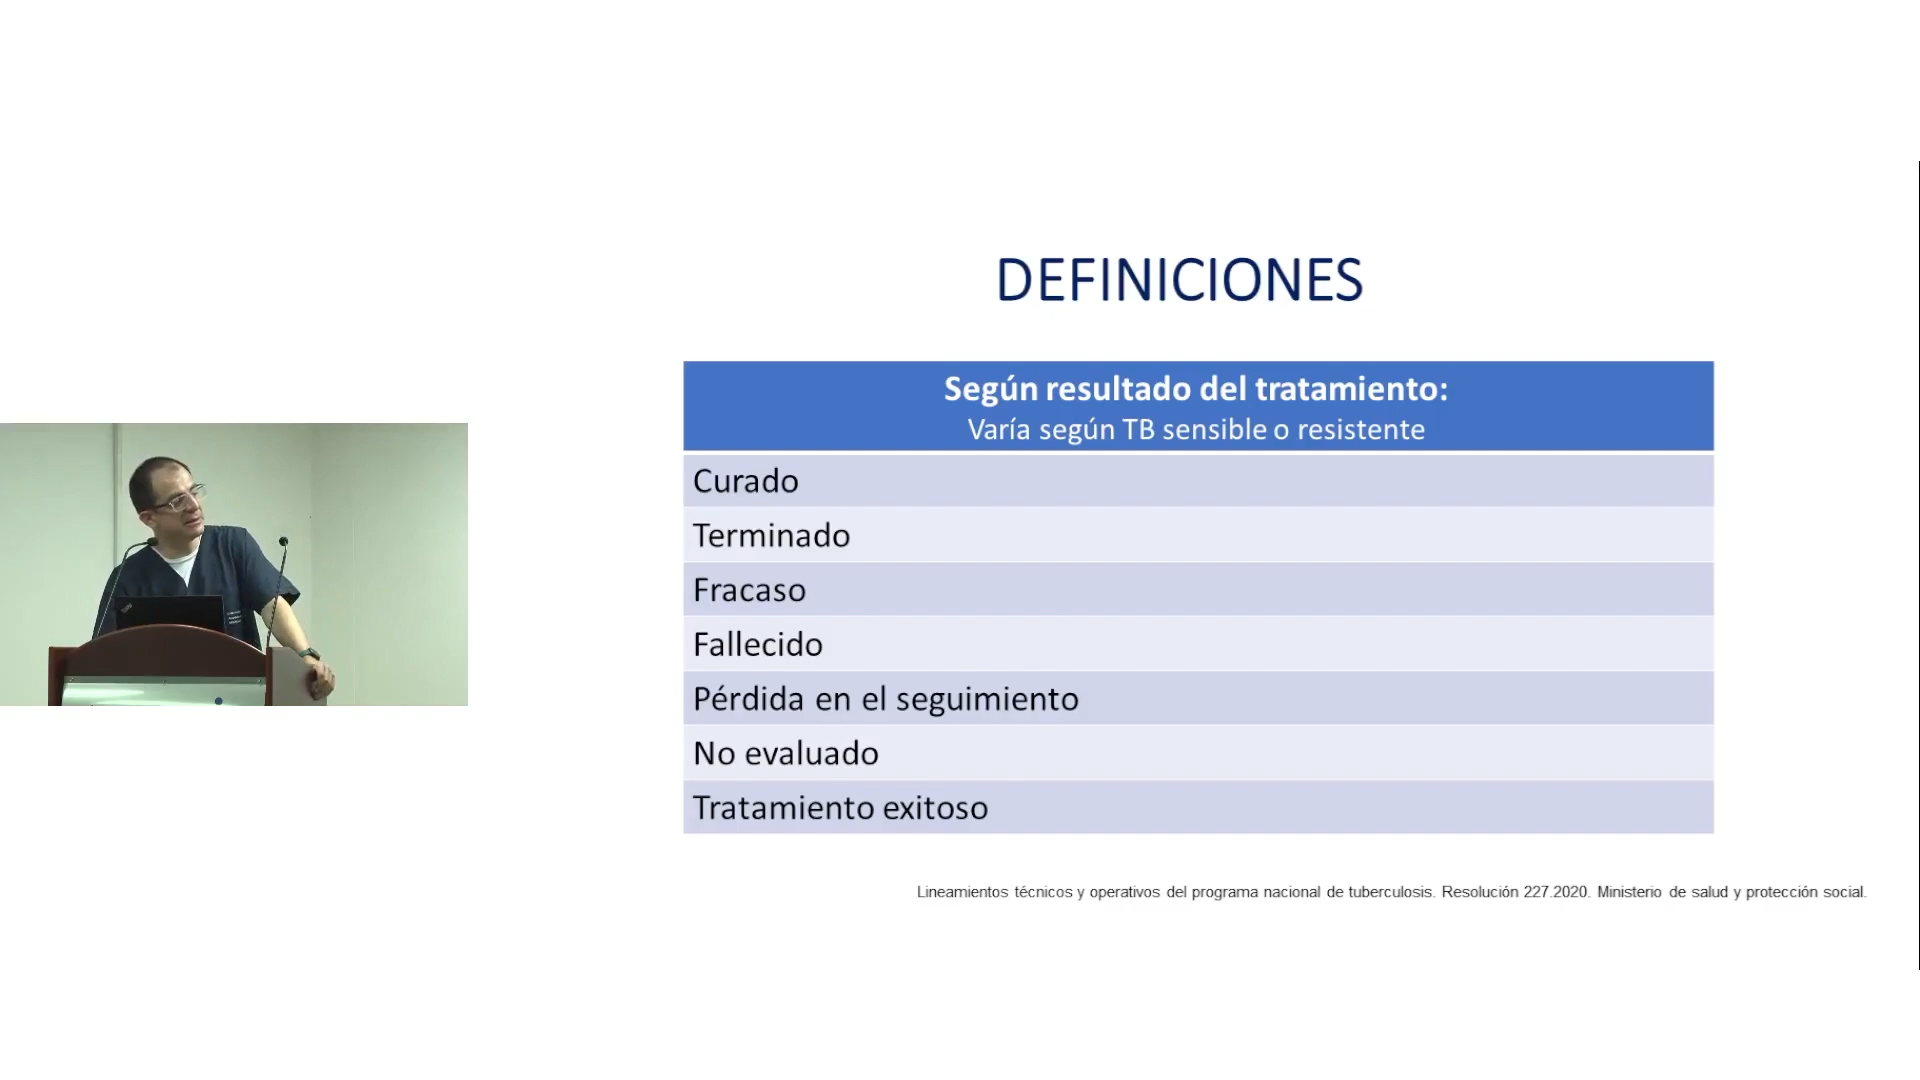 DEFINICIONES
Según resultado del tratamiento:
Varía según TB sensible o resistente
Curado
Terminado
Fracaso
Fallecido
Pérdida en el seguimiento
No evaluado
Tratamiento exitoso
Lineamientos técnicos y operativos del programa nacional de tuberculosis. Resolución 227.2020. Ministerio de salud y protección social.